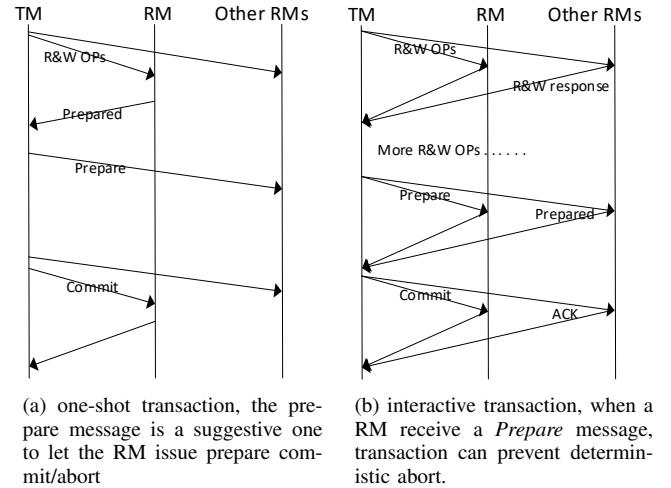 TM RM Other RMs
R&W OPs
Prepared
Prepare
Commit
TM RM Other RMs
R&W OPs
R&W response
More R&W OPs . . . . . .
Prepare
Prepared
Commit
ACK
(a) one-shot transaction, the pre-
pare message is a suggestive one
to let the RM issue prepare com-
mit/abort
(b) interactive transaction, when a
RM receive a Prepare message,
transaction can prevent determin-
istic abort.